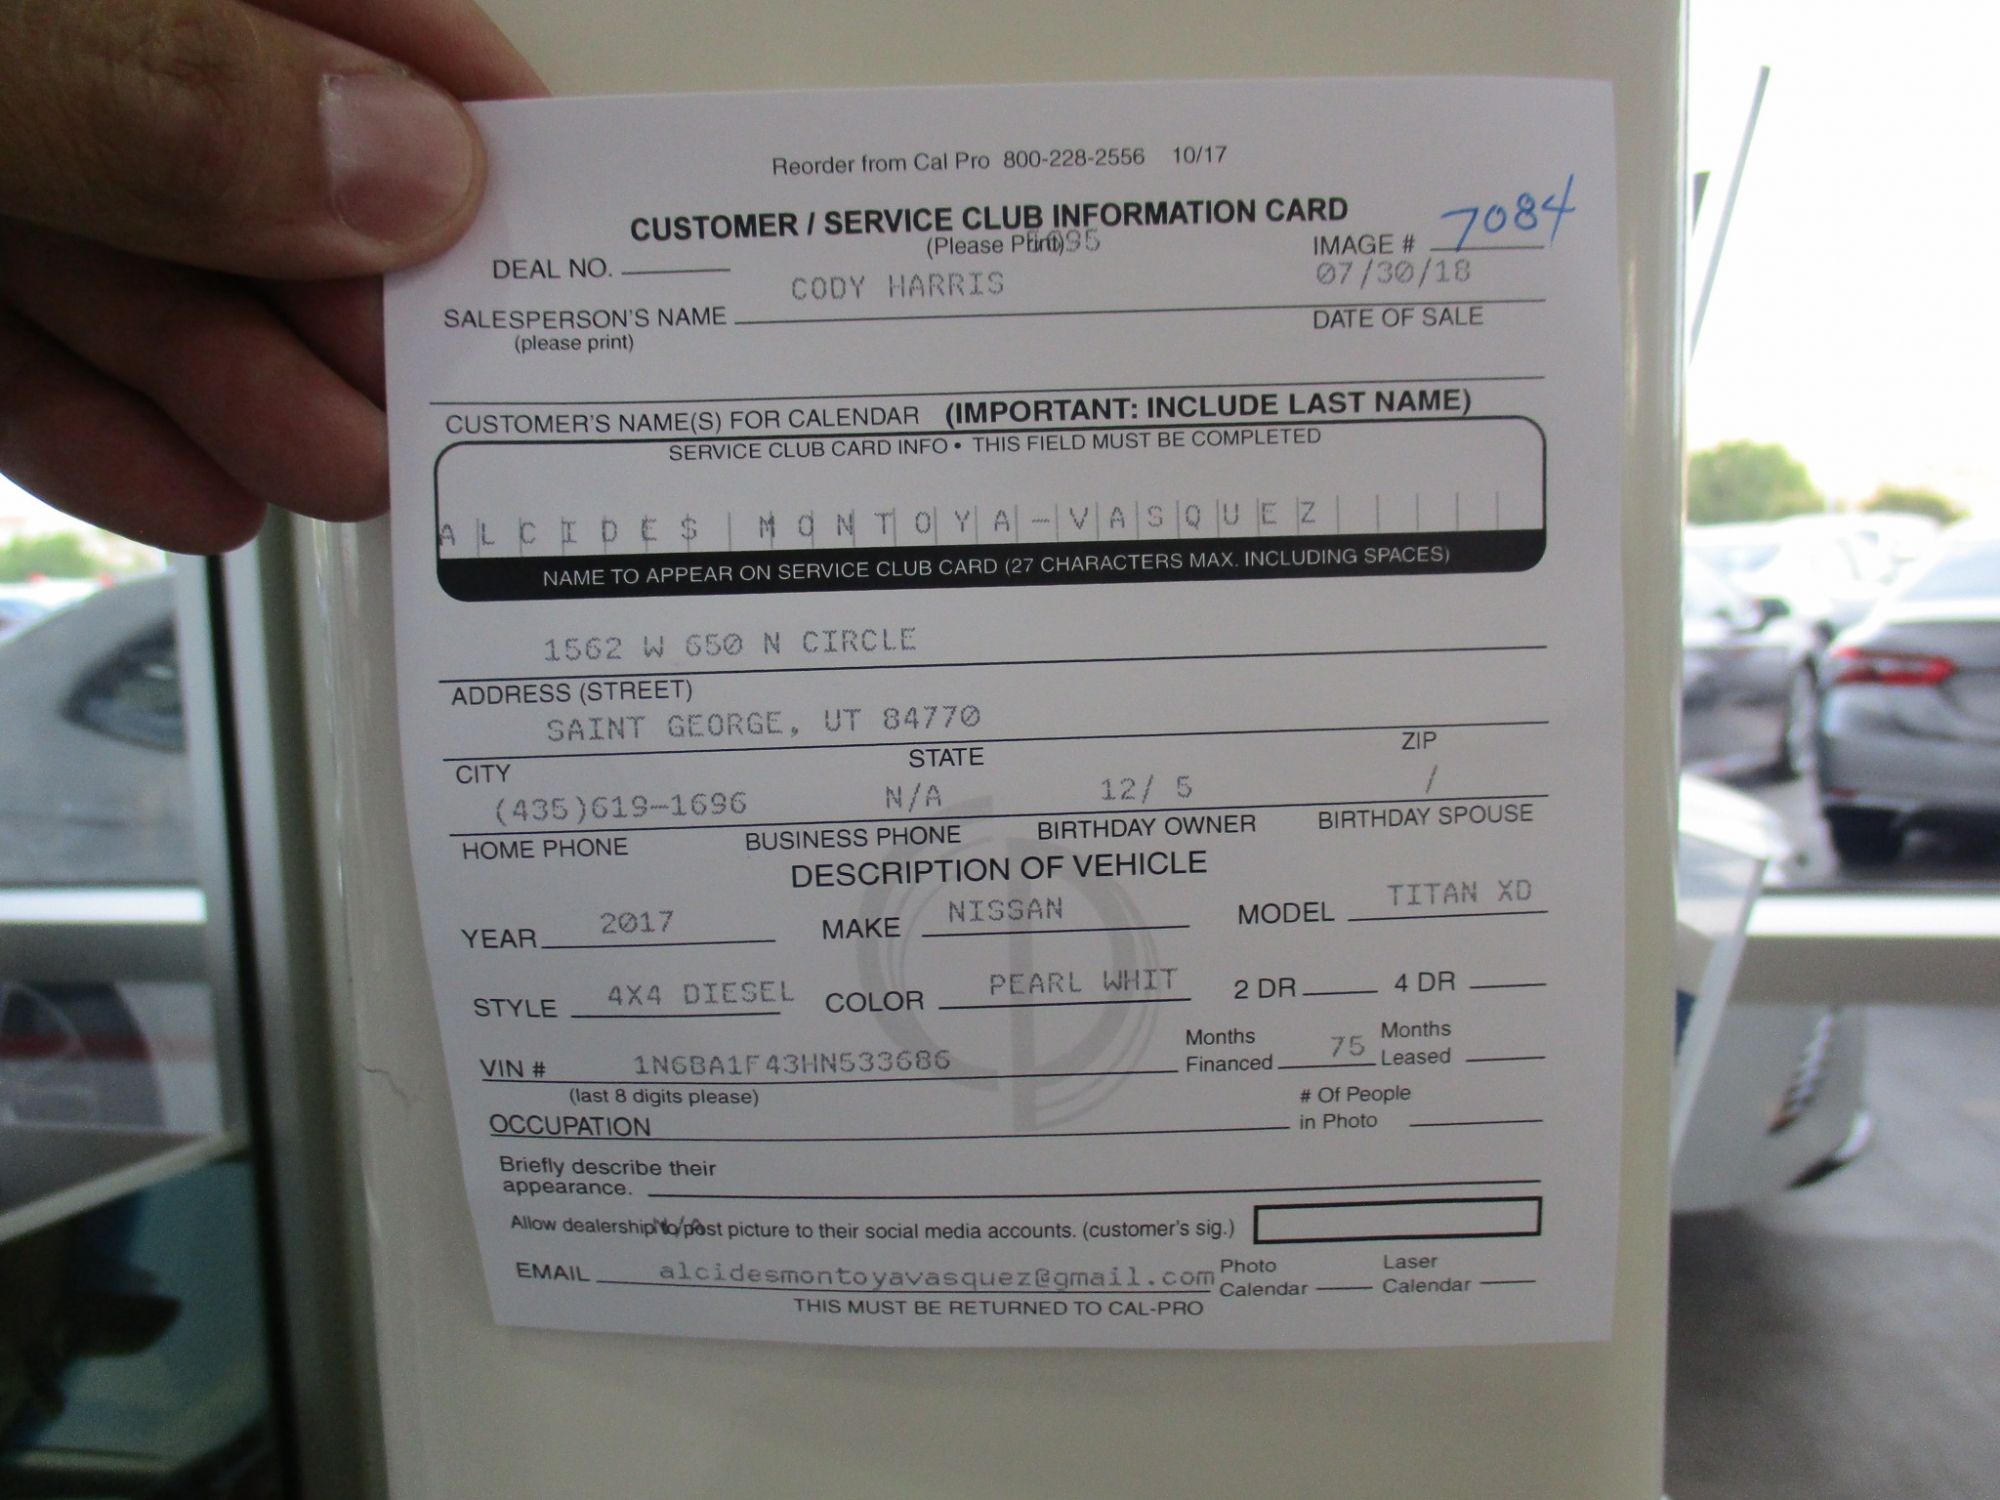 Reorder from Cal Pro 800-228-2556 10/17
CUSTOMER / SERVICE CLUB INFORMATION CARD
(Please Print)
DEAL NO. IMAGE # 7084
CODY HARRIS 07/30/18
SALESPERSON'S NAME DATE OF SALE
(please print)
CUSTOMER'S NAME(S) FOR CALENDAR (IMPORTANT: INCLUDE LAST NAME)
SERVICE CLUB CARD INFO • THIS FIELD MUST BE COMPLETED
ALCIDES MONTOYA-VASQUEZ
NAME TO APPEAR ON SERVICE CLUB CARD (27 CHARACTERS MAX. INCLUDING SPACES)
1562 W 650 N CIRCLE
ADDRESS (STREET)
SAINT GEORGE, UT 84770
CITY STATE ZIP
(435)619-1696 N/A 12/ 5 /
HOME PHONE BUSINESS PHONE BIRTHDAY OWNER BIRTHDAY SPOUSE
DESCRIPTION OF VEHICLE
YEAR 2017 MAKE NISSAN MODEL TITAN XD
STYLE 4X4 DIESEL COLOR PEARL WHIT 2 DR 4 DR
VIN # 1N6BA1F43HN533686 Months Financed 75 Months Leased
(last 8 digits please)
OCCUPATION # Of People in Photo
Briefly describe their
appearance.
Allow dealership to post picture to their social media accounts. (customer's sig.)
EMAIL alcidesmontoyavasquez@gmail.com Photo Calendar Laser Calendar
THIS MUST BE RETURNED TO CAL-PRO